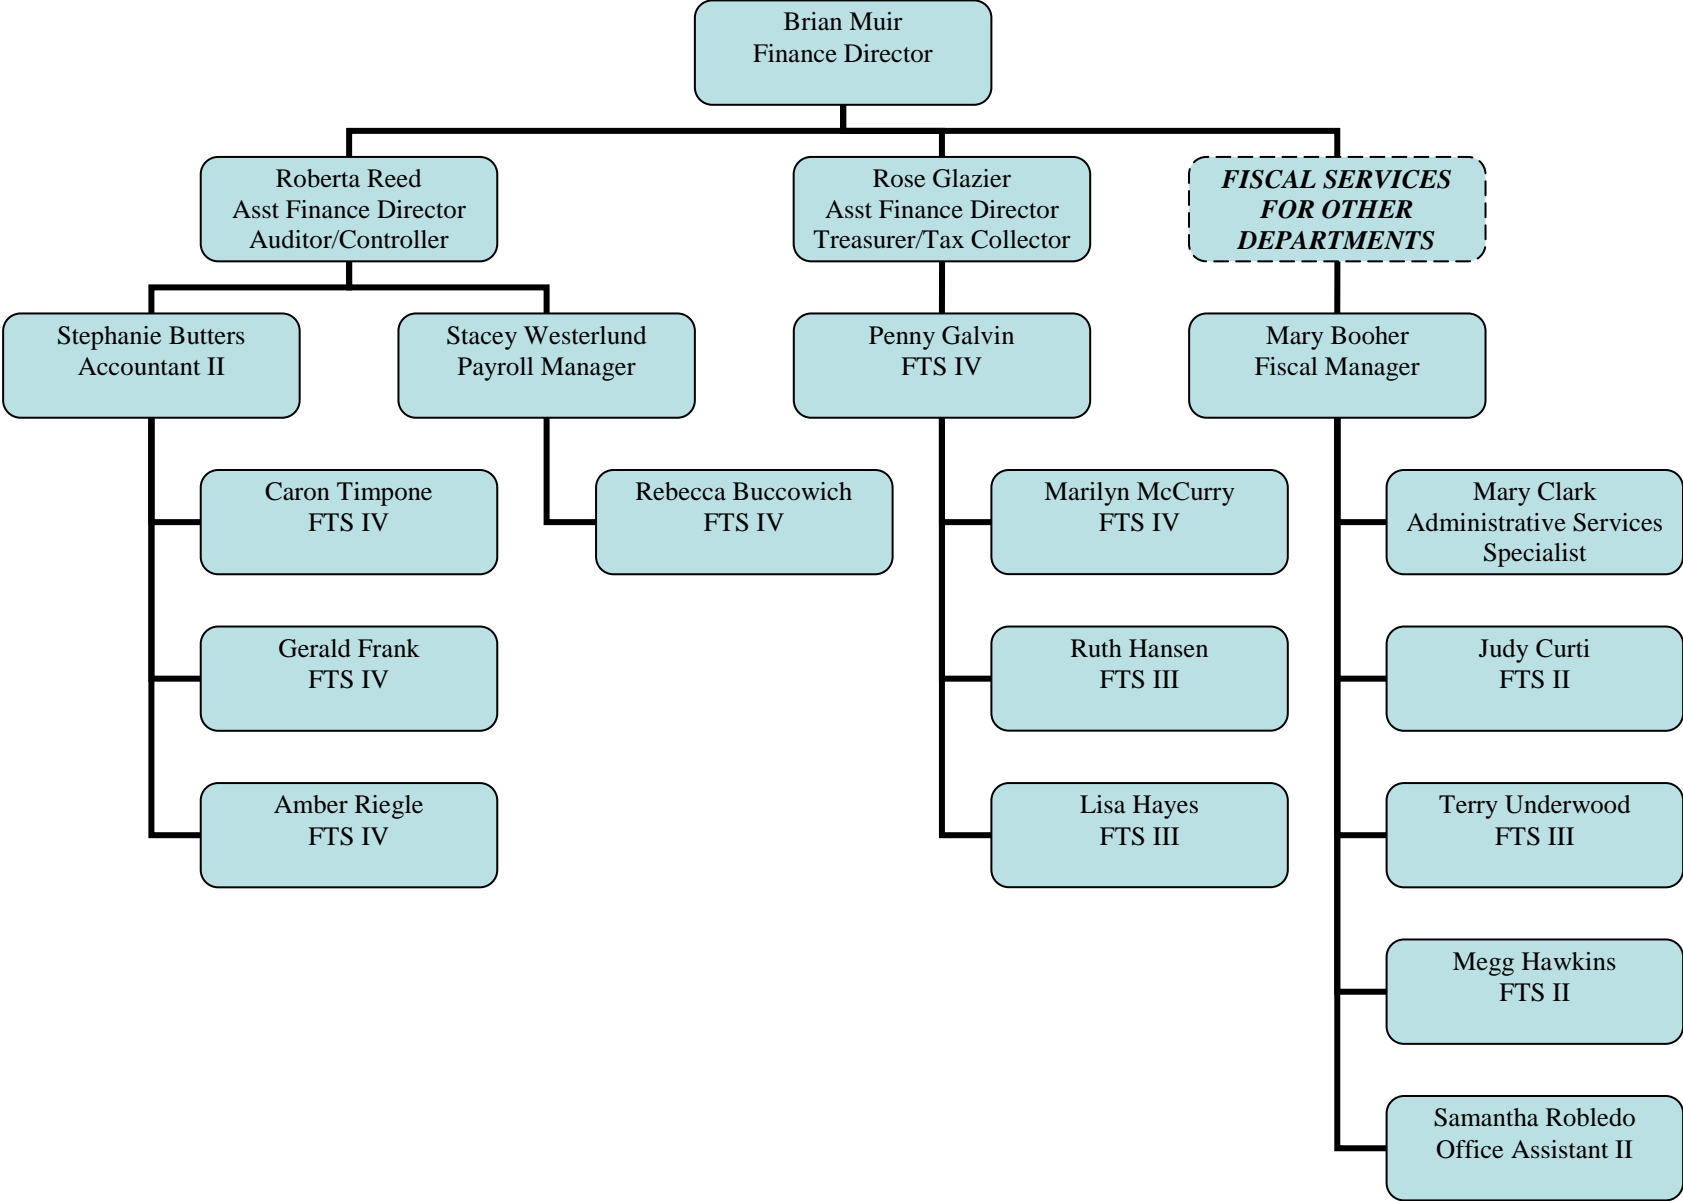 Brian Muir
Finance Director
Roberta Reed
Asst Finance Director
Auditor/Controller
Rose Glazier
Asst Finance Director
Treasurer/Tax Collector
FISCAL SERVICES
FOR OTHER
DEPARTMENTS
Stephanie Butters
Accountant II
Stacey Westerlund
Payroll Manager
Penny Galvin
FTS IV
Mary Booher
Fiscal Manager
Caron Timpone
FTS IV
Rebecca Buccowich
FTS IV
Marilyn McCurry
FTS IV
Mary Clark
Administrative Services
Specialist
Gerald Frank
FTS IV
Ruth Hansen
FTS III
Judy Curti
FTS II
Amber Riegle
FTS IV
Lisa Hayes
FTS III
Terry Underwood
FTS III
Megg Hawkins
FTS II
Samantha Robledo
Office Assistant II